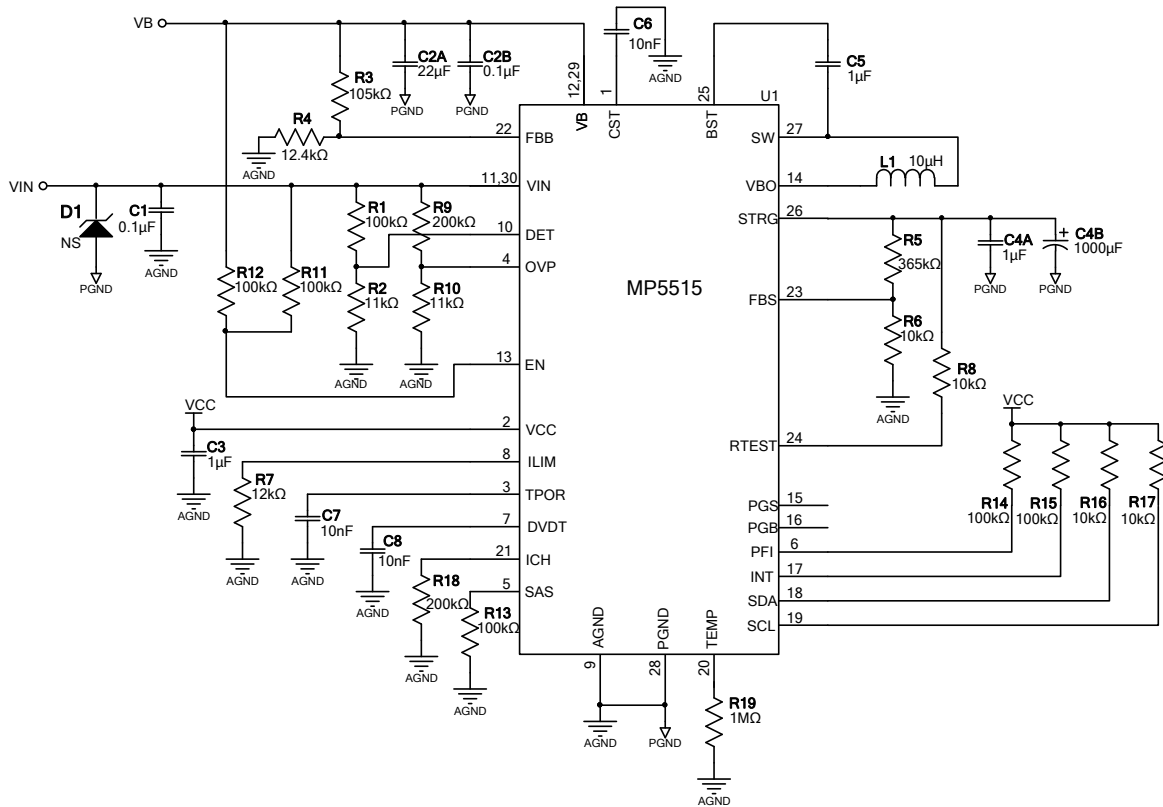 VB
C6
10nF
AGND
C2A
22µF
PGND
C2B
0.1µF
PGND
12,29
VB
1
CST
25
BST
C5
1µF
U1
R3
105kΩ
R4
12.4kΩ
AGND
22
FBB
SW
27
L1
10µH
VBO
14
VIN
D1
NS
PGND
C1
0.1µF
AGND
11,30
VIN
R1
100kΩ
R9
200kΩ
10
DET
4
OVP
R12
100kΩ
R11
100kΩ
R2
11kΩ
R10
11kΩ
AGND
AGND
13
EN
MP5515
STRG
26
R5
365kΩ
C4A
1µF
PGND
+
C4B
1000µF
PGND
FBS
23
R6
10kΩ
AGND
R8
10kΩ
RTEST
24
VCC
C3
1µF
AGND
2
VCC
8
ILIM
R7
12kΩ
AGND
3
TPOR
C7
10nF
AGND
7
DVDT
C8
10nF
AGND
21
ICH
R18
200kΩ
AGND
5
SAS
R13
100kΩ
AGND
VCC
R14
100kΩ
R15
100kΩ
R16
10kΩ
R17
10kΩ
PGS
15
PGB
16
PFI
6
INT
17
SDA
18
SCL
19
AGND
9
AGND
PGND
28
PGND
TEMP
20
R19
1MΩ
AGND